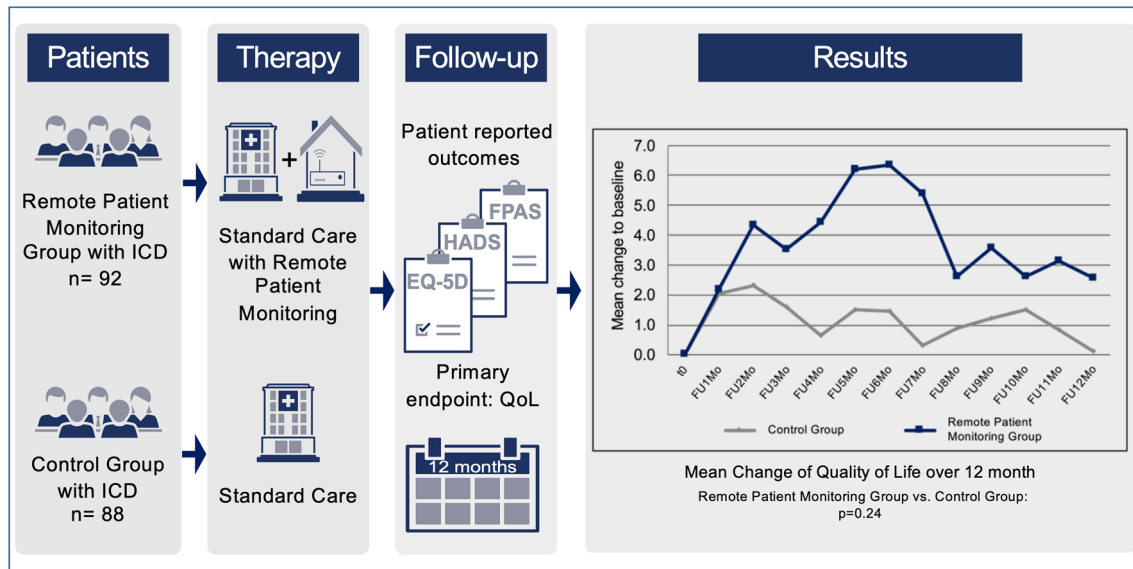 Patients
Remote Patient
Monitoring
Group with ICD
n= 92
Control Group
with ICD
n= 88
Therapy
+
Standard Care
with Remote
Patient
Monitoring
Standard Care
Follow-up
Patient reported
outcomes
FPAS
HADS
EQ-5D
Primary
endpoint: QoL
12 months
Results
Mean change to baseline
7.0
6.0
5.0
4.0
3.0
2.0
1.0
0.0
t0
FU1Mo
FU2Mo
FU3Mo
FU4Mo
FU5Mo
FU6Mo
FU7Mo
FU8Mo
FU9Mo
FU10Mo
FU11Mo
FU12Mo
Control Group
Remote Patient
Monitoring Group
Mean Change of Quality of Life over 12 month
Remote Patient Monitoring Group vs. Control Group:
p=0.24